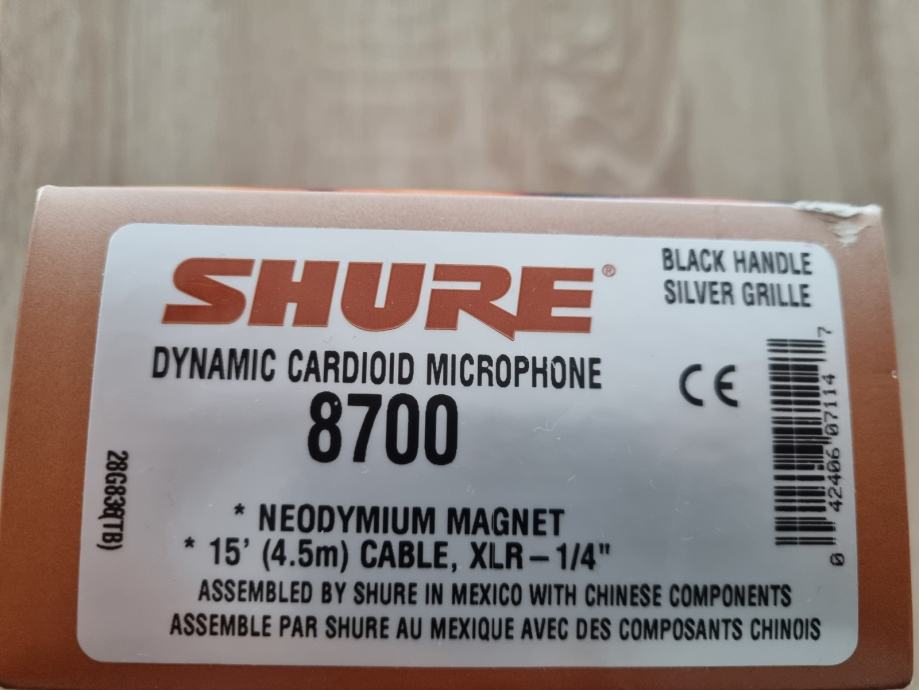 SHURE®
BLACK HANDLE
SILVER GRILLE
DYNAMIC CARDIOID MICROPHONE
8700
CE
* NEODYMIUM MAGNET
* 15' (4.5m) CABLE, XLR – 1/4"
ASSEMBLED BY SHURE IN MEXICO WITH CHINESE COMPONENTS
ASSEMBLE PAR SHURE AU MEXIQUE AVEC DES COMPOSANTS CHINOIS
0 42406 07114 7